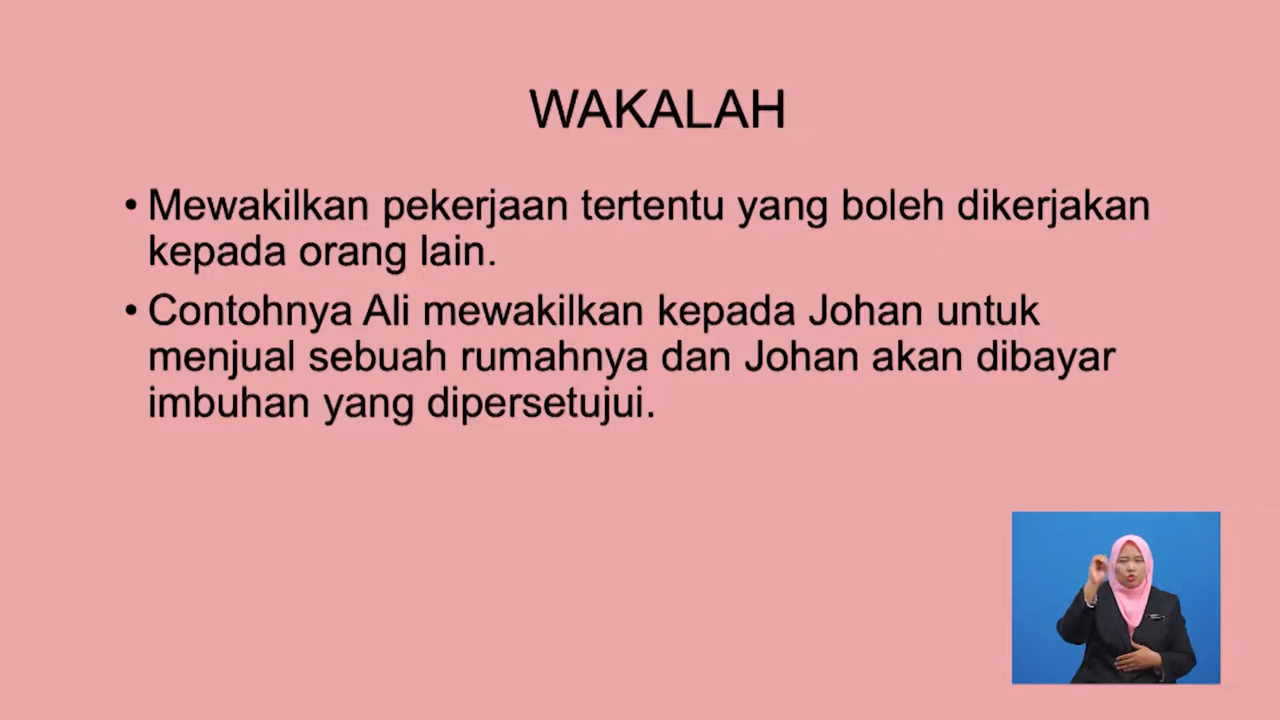 WAKALAH
• Mewakilkan pekerjaan tertentu yang boleh dikerjakan
kepada orang lain.
• Contohnya Ali mewakilkan kepada Johan untuk
menjual sebuah rumahnya dan Johan akan dibayar
imbuhan yang dipersetujui.